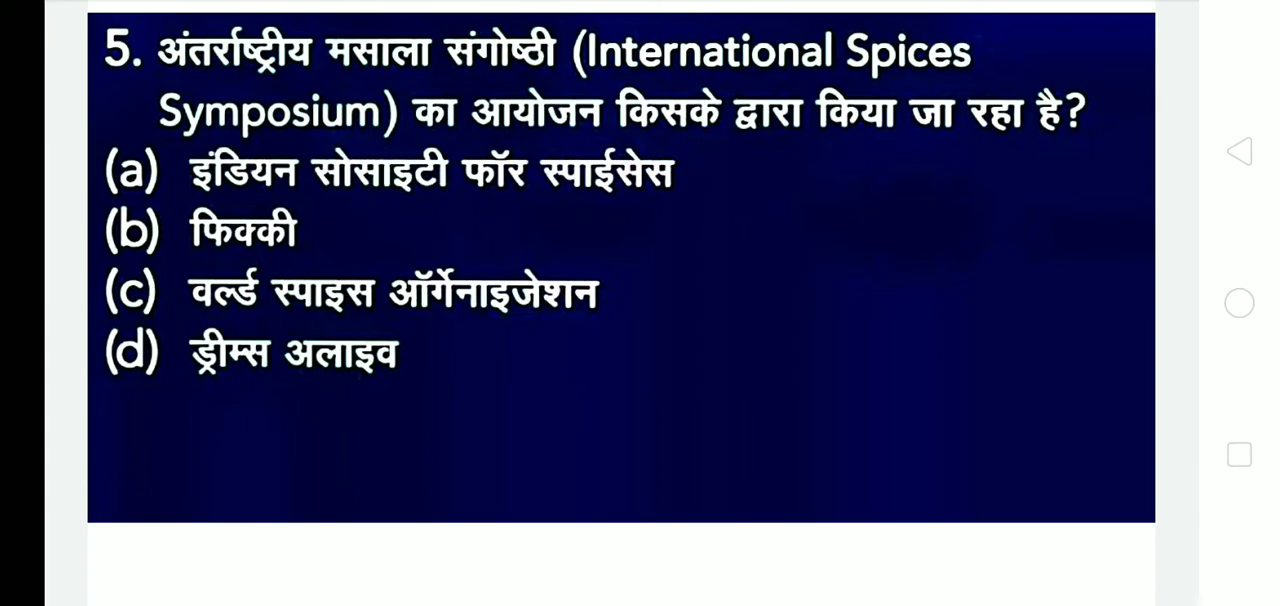 5. अंतर्राष्ट्रीय मसाला संगोष्ठी (International Spices
Symposium) का आयोजन किसके द्वारा किया जा रहा है?
(a) इंडियन सोसाइटी फॉर स्पाईसेस
(b) फिक्की
(c) वर्ल्ड स्पाइस ऑर्गेनाइजेशन
(d) ड्रीम्स अलाइव